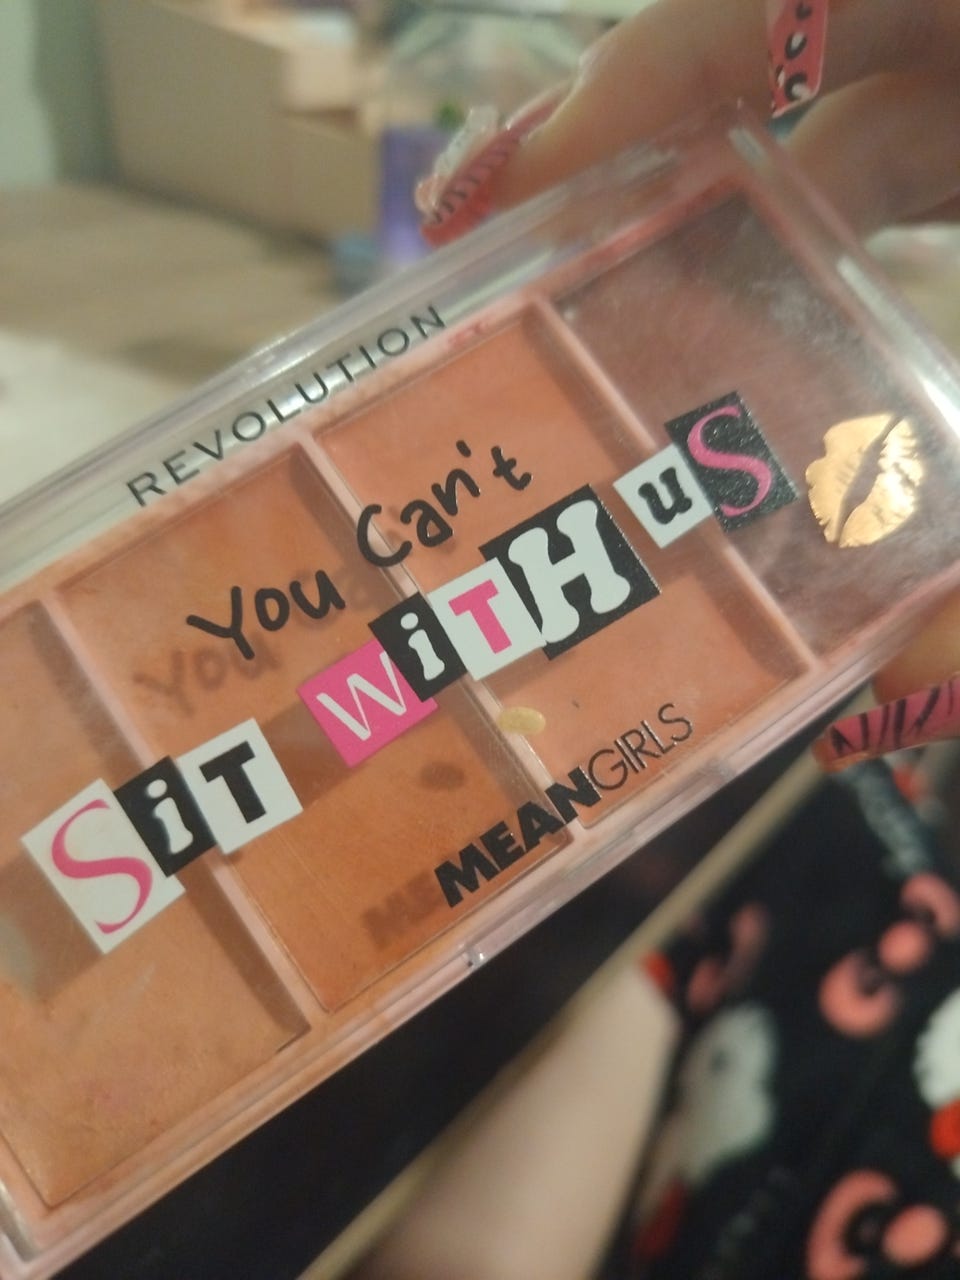 REVOLUTION
You Can't
SiT WiTH uS
MEANGIRLS